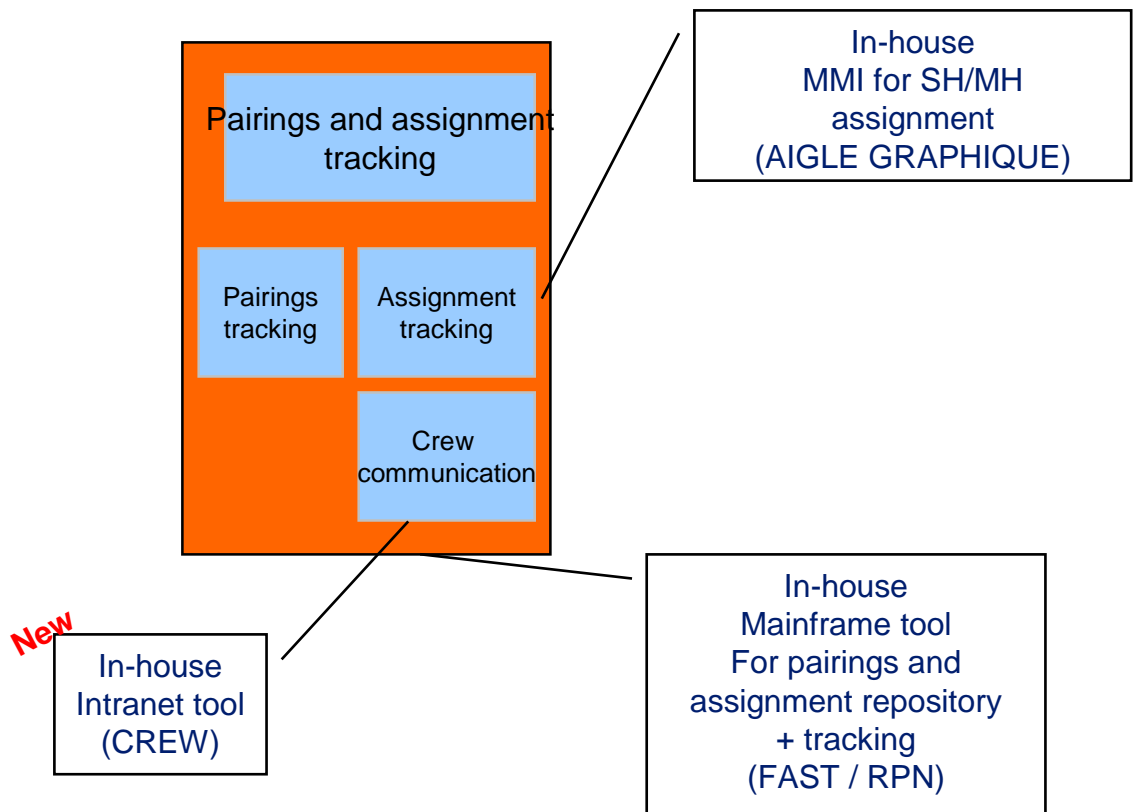 In-house
MMI for SH/MH
assignment
(AIGLE GRAPHIQUE)
Pairings and assignment
tracking
Pairings
tracking
Assignment
tracking
Crew
communication
New
In-house
Intranet tool
(CREW)
In-house
Mainframe tool
For pairings and
assignment repository
+ tracking
(FAST / RPN)